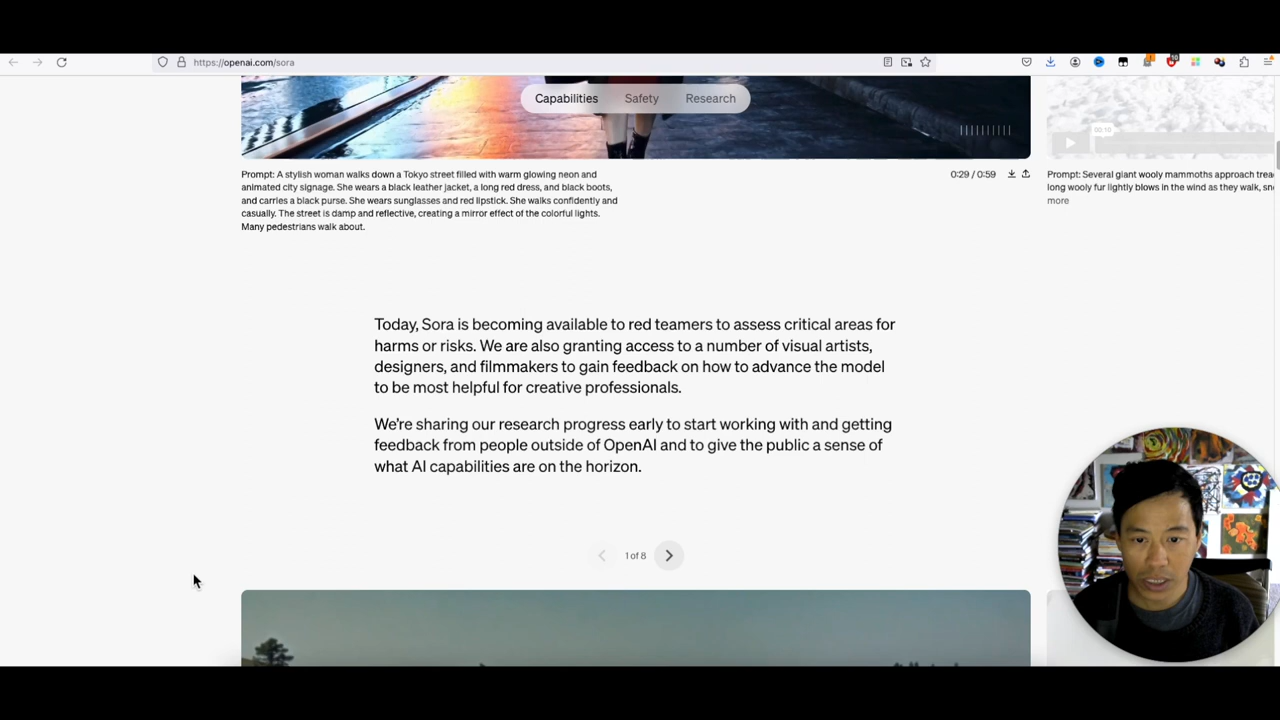 https://openai.com/sora
Capabilities Safety Research
00:10
Prompt: A stylish woman walks down a Tokyo street filled with warm glowing neon and
animated city signage. She wears a black leather jacket, a long red dress, and black boots,
and carries a black purse. She wears sunglasses and red lipstick. She walks confidently and
casually. The street is damp and reflective, creating a mirror effect of the colorful lights.
Many pedestrians walk about.
0:29 / 0:59
Prompt: Several giant wooly mammoths approach trea
long wooly fur lightly blows in the wind as they walk, sn
more
Today, Sora is becoming available to red teamers to assess critical areas for
harms or risks. We are also granting access to a number of visual artists,
designers, and filmmakers to gain feedback on how to advance the model
to be most helpful for creative professionals.
We're sharing our research progress early to start working with and getting
feedback from people outside of OpenAI and to give the public a sense of
what AI capabilities are on the horizon.
1 of 8